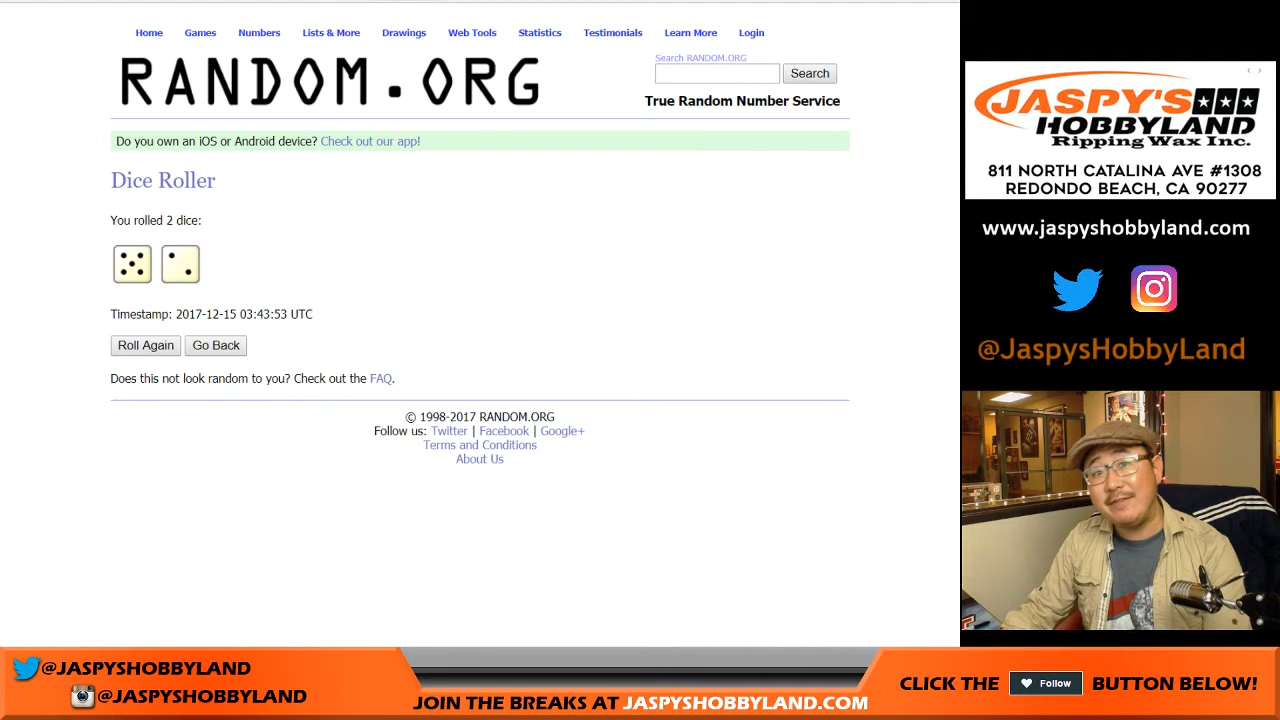 Home Games Numbers Lists & More Drawings Web Tools Statistics Testimonials Learn More Login
RANDOM.ORG
Search RANDOM.ORG
Search
True Random Number Service
Do you own an iOS or Android device? Check out our app!
Dice Roller
You rolled 2 dice:
Timestamp: 2017-12-15 03:43:53 UTC
Roll Again Go Back
Does this not look random to you? Check out the FAQ.
© 1998-2017 RANDOM.ORG
Follow us: Twitter | Facebook | Google+
Terms and Conditions
About Us
JASPY'S
HOBBYLAND
Ripping Wax Inc.
811 NORTH CATALINA AVE #1308
REDONDO BEACH, CA 90277
www.jaspyshobbyland.com
@JaspysHobbyLand
@JASPYSHOBBYLAND
@JASPYSHOBBYLAND
JOIN THE BREAKS AT JASPYSHOBBYLAND.COM
CLICK THE Follow BUTTON BELOW!